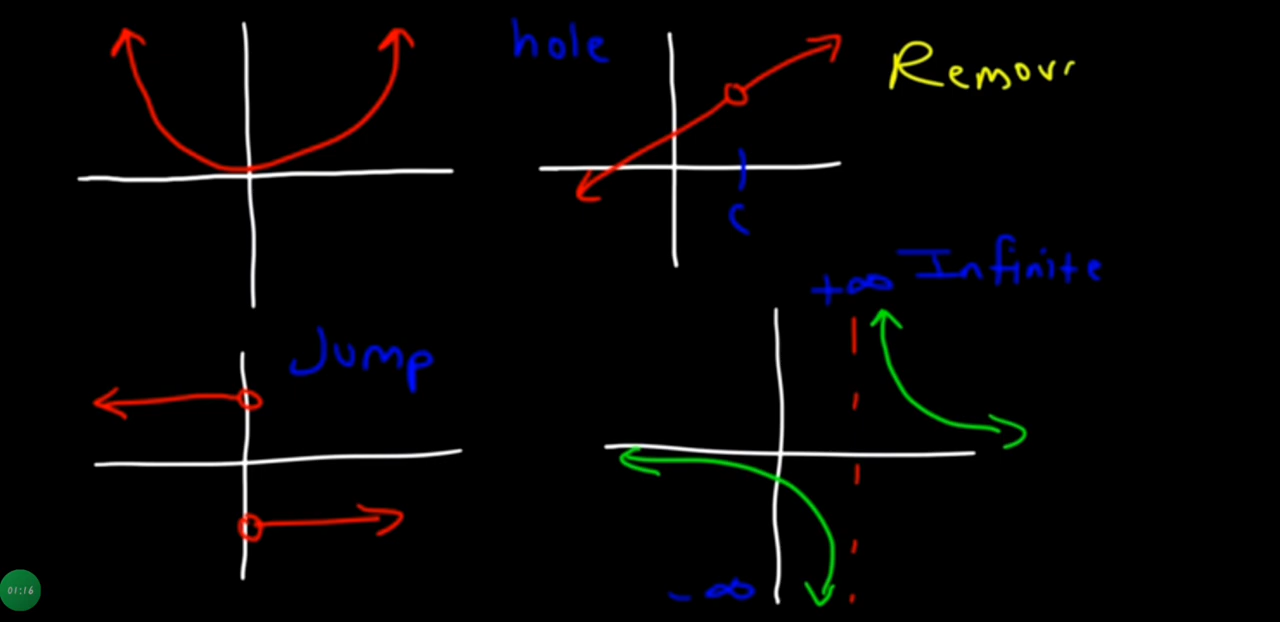 hole
Remov
c
+∞ Infinite
Jump
- ∞
01:16